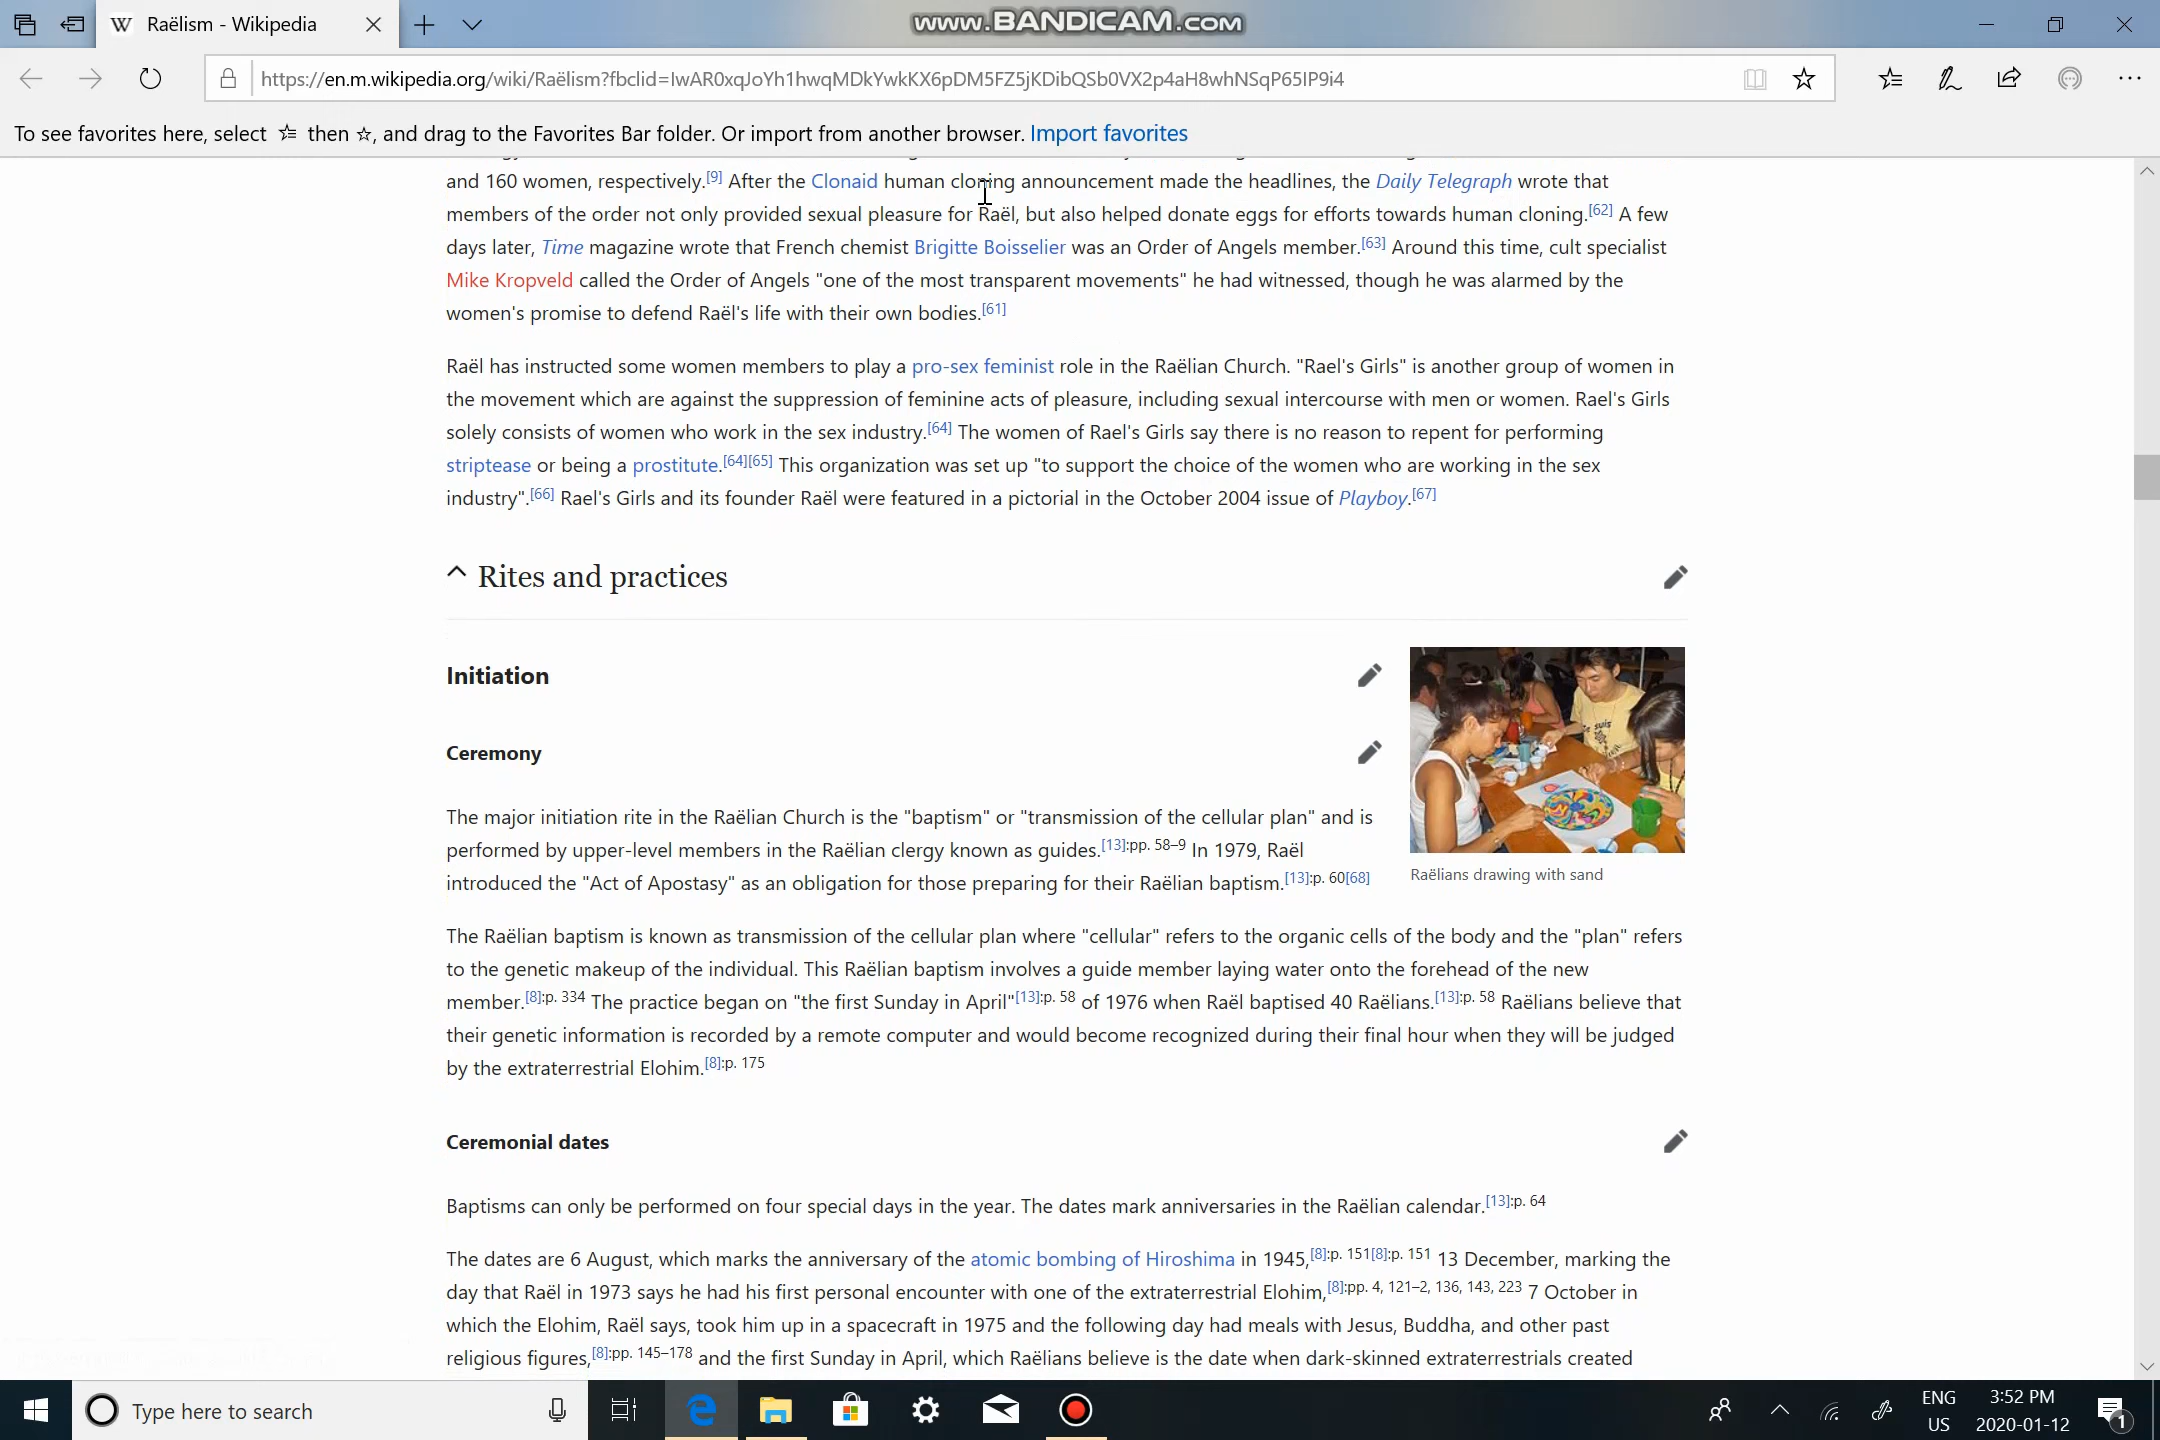 Raëlism - Wikipedia
www.BANDICAM.com
https://en.m.wikipedia.org/wiki/Raëlism?fbclid=IwAR0xqJoYh1hwqMDkYwkKX6pDM5FZ5jKDibQSb0VX2p4aH8whNSqP65IP9i4
To see favorites here, select then ☆, and drag to the Favorites Bar folder. Or import from another browser. Import favorites
and 160 women, respectively.[9] After the Clonaid human cloning announcement made the headlines, the Daily Telegraph wrote that
members of the order not only provided sexual pleasure for Raël, but also helped donate eggs for efforts towards human cloning.[62] A few
days later, Time magazine wrote that French chemist Brigitte Boisselier was an Order of Angels member.[63] Around this time, cult specialist
Mike Kropveld called the Order of Angels "one of the most transparent movements" he had witnessed, though he was alarmed by the
women's promise to defend Raël's life with their own bodies.[61]
Raël has instructed some women members to play a pro-sex feminist role in the Raëlian Church. "Rael's Girls" is another group of women in
the movement which are against the suppression of feminine acts of pleasure, including sexual intercourse with men or women. Rael's Girls
solely consists of women who work in the sex industry.[64] The women of Rael's Girls say there is no reason to repent for performing
striptease or being a prostitute.[64][65] This organization was set up "to support the choice of the women who are working in the sex
industry".[66] Rael's Girls and its founder Raël were featured in a pictorial in the October 2004 issue of Playboy.[67]
Rites and practices
Initiation
Ceremony
The major initiation rite in the Raëlian Church is the "baptism" or "transmission of the cellular plan" and is
performed by upper-level members in the Raëlian clergy known as guides.[13]:pp. 58–9 In 1979, Raël
introduced the "Act of Apostasy" as an obligation for those preparing for their Raëlian baptism.[13]:p. 60[68]
Raëlians drawing with sand
The Raëlian baptism is known as transmission of the cellular plan where "cellular" refers to the organic cells of the body and the "plan" refers
to the genetic makeup of the individual. This Raëlian baptism involves a guide member laying water onto the forehead of the new
member.[8]:p. 334 The practice began on "the first Sunday in April"[13]:p. 58 of 1976 when Raël baptised 40 Raëlians.[13]:p. 58 Raëlians believe that
their genetic information is recorded by a remote computer and would become recognized during their final hour when they will be judged
by the extraterrestrial Elohim.[8]:p. 175
Ceremonial dates
Baptisms can only be performed on four special days in the year. The dates mark anniversaries in the Raëlian calendar.[13]:p. 64
The dates are 6 August, which marks the anniversary of the atomic bombing of Hiroshima in 1945,[8]:p. 151[8]:p. 151 13 December, marking the
day that Raël in 1973 says he had his first personal encounter with one of the extraterrestrial Elohim,[8]:pp. 4, 121–2, 136, 143, 223 7 October in
which the Elohim, Raël says, took him up in a spacecraft in 1975 and the following day had meals with Jesus, Buddha, and other past
religious figures,[8]:pp. 145–178 and the first Sunday in April, which Raëlians believe is the date when dark-skinned extraterrestrials created
Type here to search
ENG
US
3:52 PM
2020-01-12
1